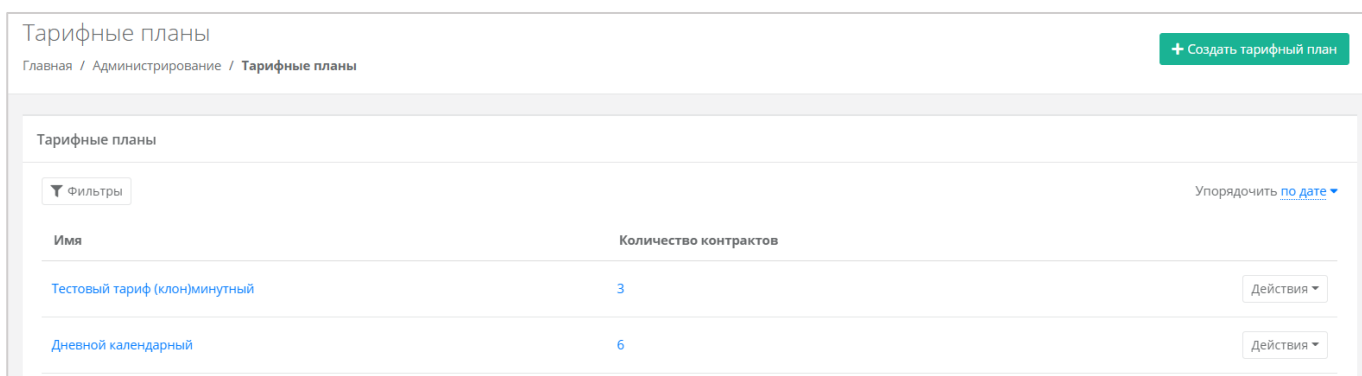 Тарифные планы
+ Создать тарифный план
Главная / Администрирование / Тарифные планы
Тарифные планы
Фильтры
Упорядочить по дате
Имя Количество контрактов
Тестовый тариф (клон)минутный 3 Действия
Дневной календарный 6 Действия